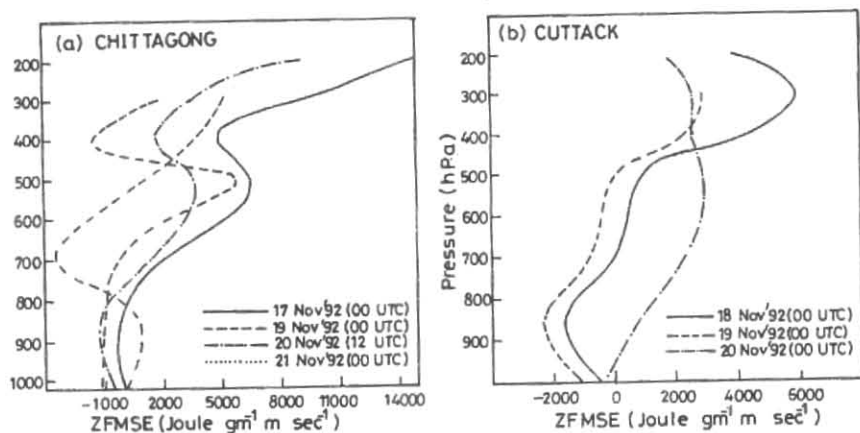 (a) CHITTAGONG
200
300
400
500
600
700
800
900
1000
17 Nov'92 (00 UTC)
19 Nov'92 (00 UTC)
20 Nov'92 (12 UTC)
21 Nov'92 (00 UTC)
-1000 2000 5000 8000 11000 14000
ZFMSE (Joule gm⁻¹ m sec⁻¹)
(b) CUTTACK
Pressure (hPa)
200
300
400
500
600
700
800
900
18 Nov'92 (00 UTC)
19 Nov'92 (00 UTC)
20 Nov'92 (00 UTC)
-2000 0 2000 4000 6000
ZFMSE (Joule gm⁻¹ m sec⁻¹)